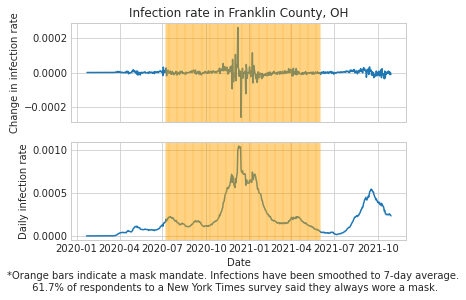 Infection rate in Franklin County, OH
Change in infection rate
0.0002
0.0000
−0.0002
Daily infection rate
0.0010
0.0005
0.0000
2020-01 2020-04 2020-07 2020-10 2021-01 2021-04 2021-07 2021-10
Date
*Orange bars indicate a mask mandate. Infections have been smoothed to 7-day average.
61.7% of respondents to a New York Times survey said they always wore a mask.